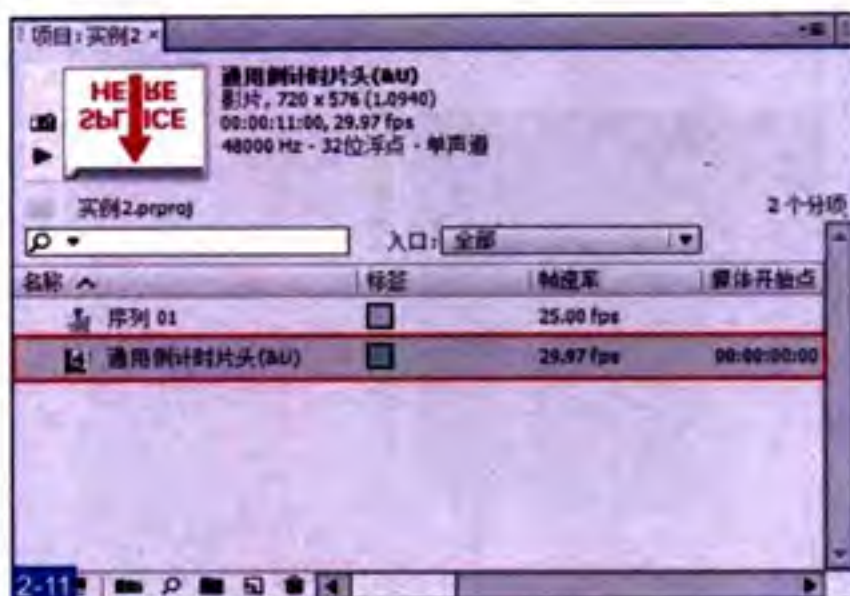 项目:实例2 ×
HERE
SPLICE
通用倒计时片头(&U)
影片, 720 x 576 (1.0940)
00:00:11:00, 29.97 fps
48000 Hz - 32位浮点 - 单声道
实例2.prproj
2 个分项
入口: 全部
名称 标签 帧速率 媒体开始点
序列 01 25.00 fps
通用倒计时片头(&U) 29.97 fps 00:00:00:00
2-11